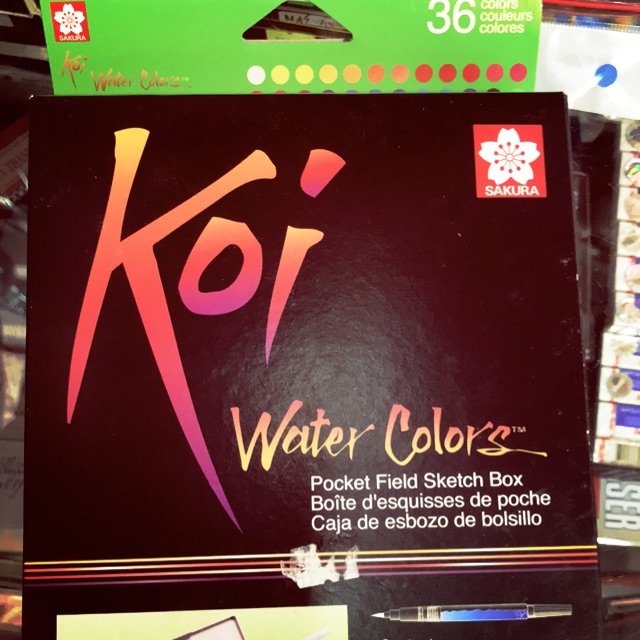 SAKURA
36 colors
couleurs
colores
Koi Water Colors™
Koi
SAKURA
Water Colors™
Pocket Field Sketch Box
Boîte d'esquisses de poche
Caja de esbozo de bolsillo